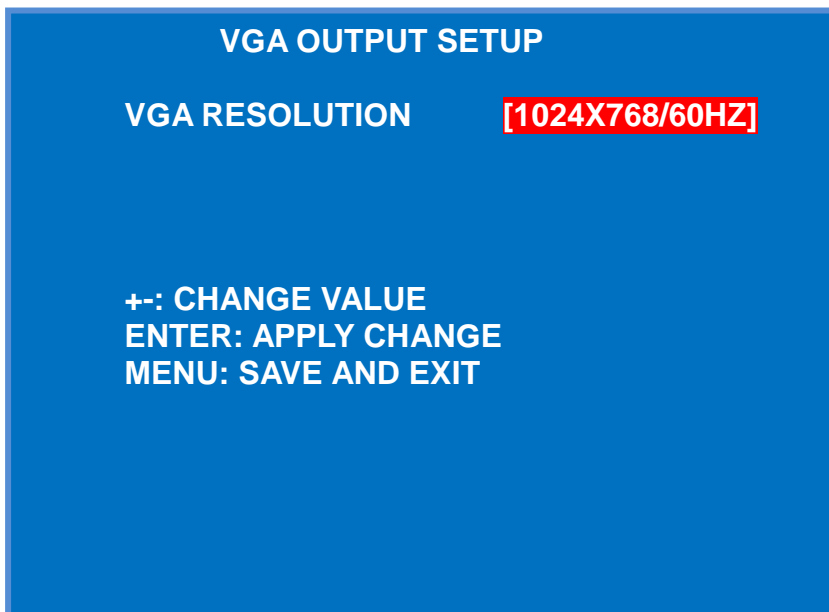 VGA OUTPUT SETUP
VGA RESOLUTION [1024X768/60HZ]
+-: CHANGE VALUE
ENTER: APPLY CHANGE
MENU: SAVE AND EXIT